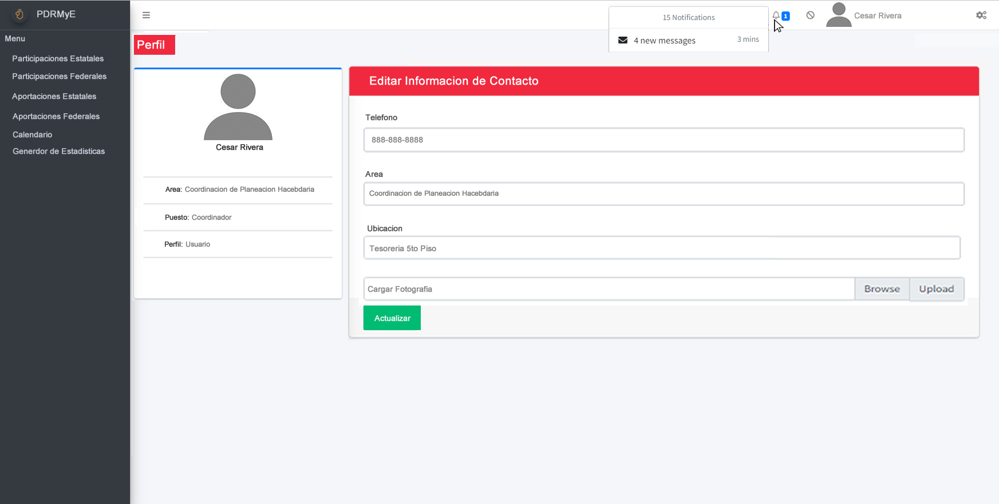 PDRMyE
15 Notifications
1
Cesar Rivera
4 new messages
3 mins
Menu
Participaciones Estatales
Participaciones Federales
Aportaciones Estatales
Aportaciones Federales
Calendario
Generdor de Estadisticas
Perfil
Cesar Rivera
Area: Coordinacion de Planeacion Hacebdaria
Puesto: Coordinador
Perfil: Usuario
Editar Informacion de Contacto
Telefono
888-888-8888
Area
Coordinacion de Planeacion Hacebdaria
Ubicacion
Tesoreria 5to Piso
Cargar Fotografia
Browse
Upload
Actualizar